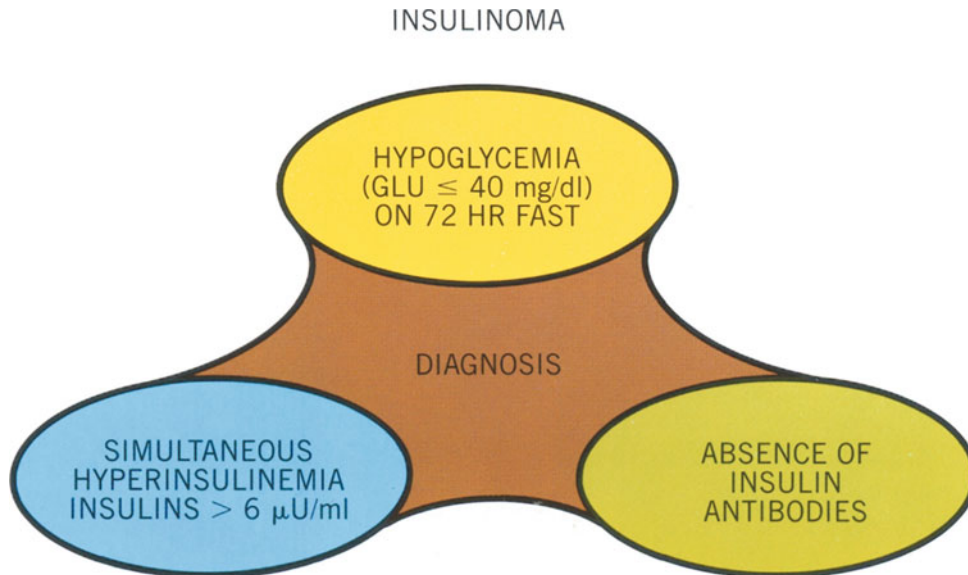 INSULINOMA
HYPOGLYCEMIA
(GLU ≤ 40 mg/dl)
ON 72 HR FAST
DIAGNOSIS
SIMULTANEOUS
HYPERINSULINEMIA
INSULINS > 6 μU/ml
ABSENCE OF
INSULIN
ANTIBODIES